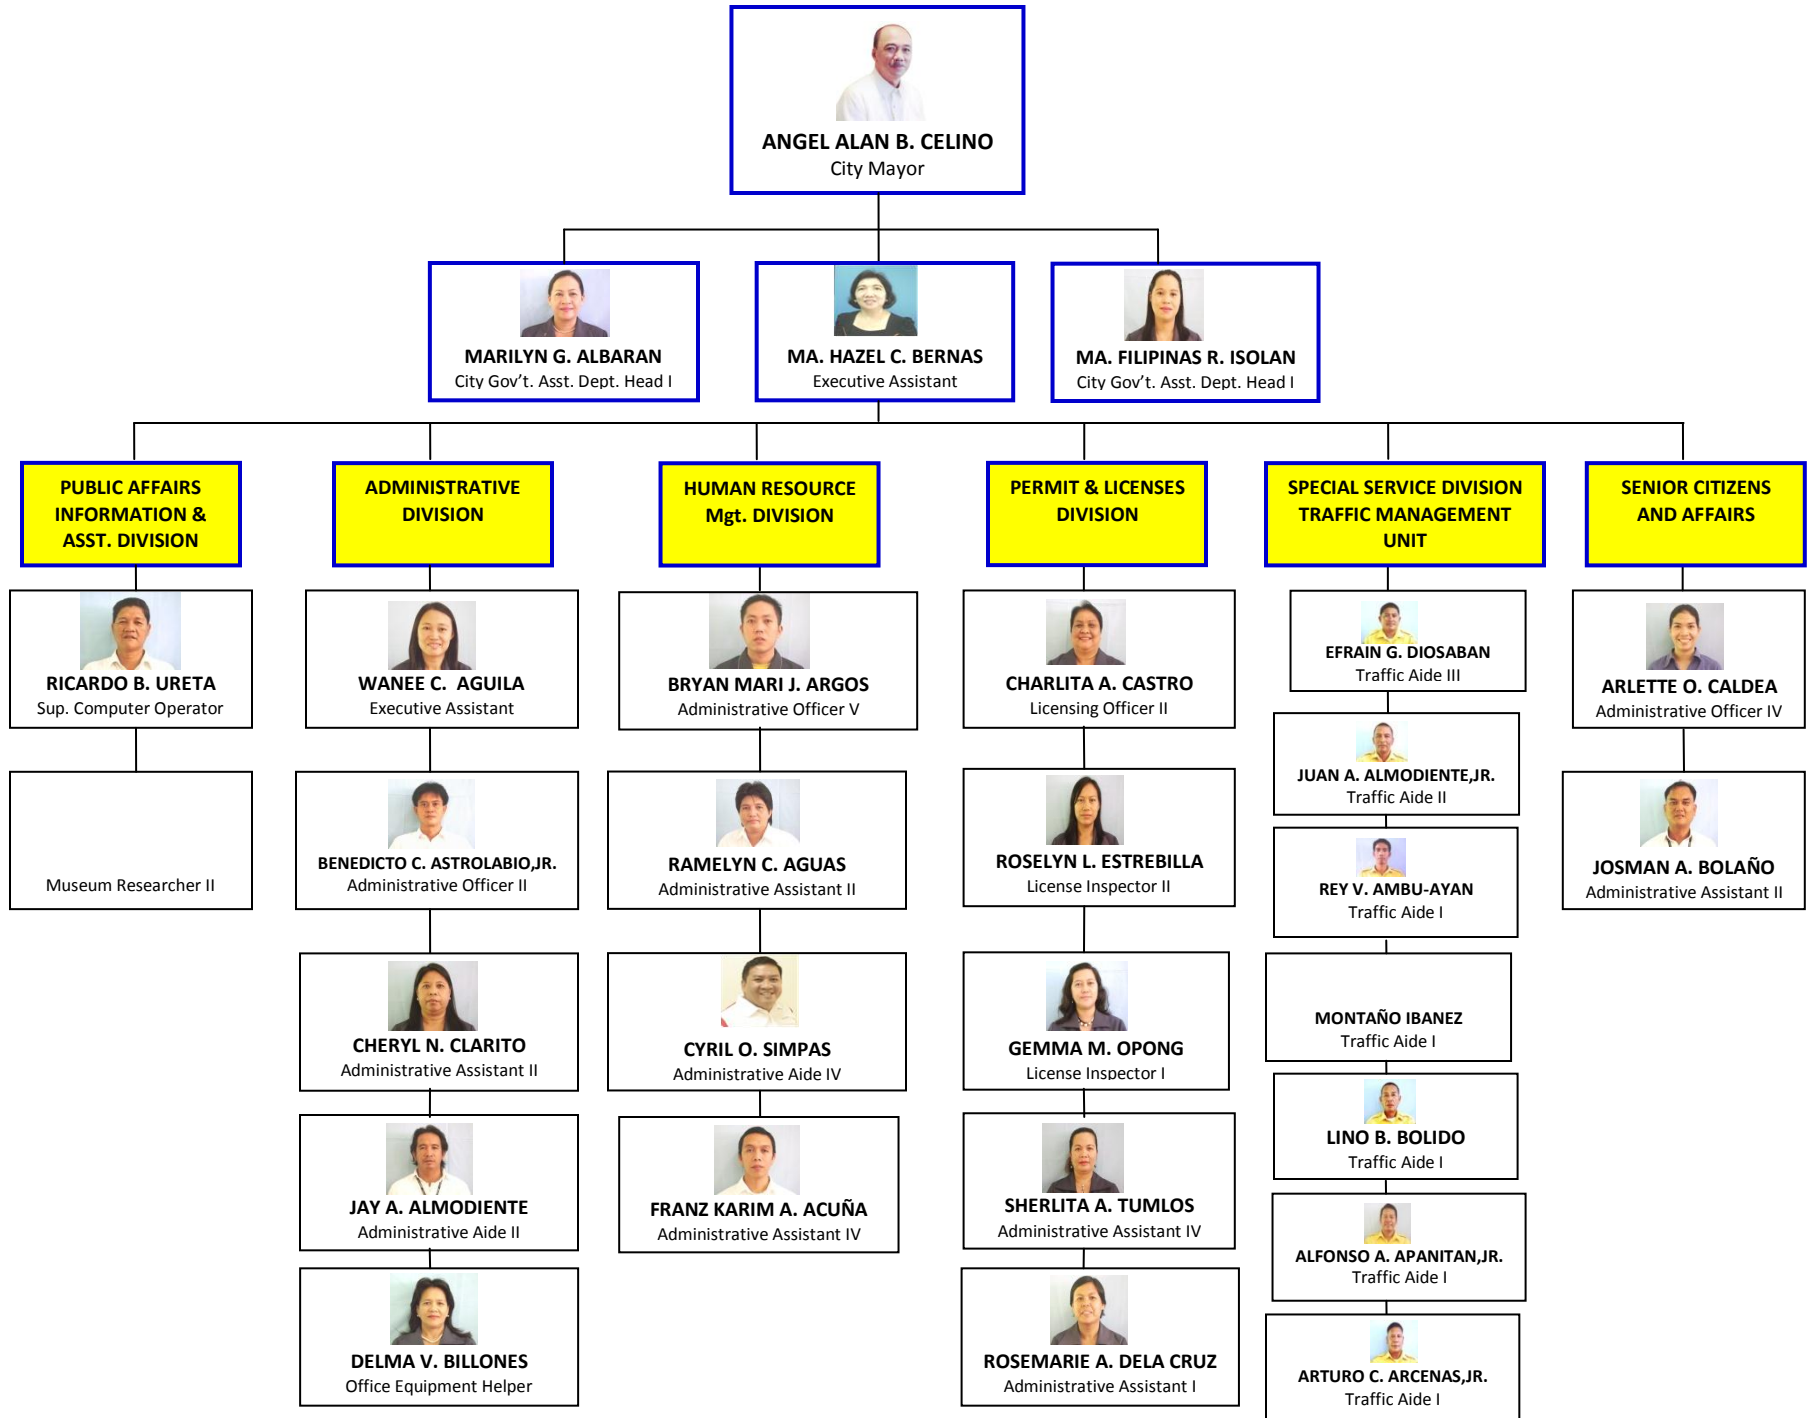 ANGEL ALAN B. CELINO
City Mayor
MARILYN G. ALBARAN
City Gov't. Asst. Dept. Head I
MA. HAZEL C. BERNAS
Executive Assistant
MA. FILIPINAS R. ISOLAN
City Gov't. Asst. Dept. Head I
PUBLIC AFFAIRS
INFORMATION &
ASST. DIVISION
RICARDO B. URETA
Sup. Computer Operator
Museum Researcher II
ADMINISTRATIVE
DIVISION
WANEE C.  AGUILA
Executive Assistant
BENEDICTO C. ASTROLABIO,JR.
Administrative Officer II
CHERYL N. CLARITO
Administrative Assistant II
JAY A. ALMODIENTE
Administrative Aide II
DELMA V. BILLONES
Office Equipment Helper
HUMAN RESOURCE
Mgt. DIVISION
BRYAN MARI J. ARGOS
Administrative Officer V
RAMELYN C. AGUAS
Administrative Assistant II
CYRIL O. SIMPAS
Administrative Aide IV
FRANZ KARIM A. ACUÑA
Administrative Assistant IV
PERMIT & LICENSES
DIVISION
CHARLITA A. CASTRO
Licensing Officer II
ROSELYN L. ESTREBILLA
License Inspector II
GEMMA M. OPONG
License Inspector I
SHERLITA A. TUMLOS
Administrative Assistant IV
ROSEMARIE A. DELA CRUZ
Administrative Assistant I
SPECIAL SERVICE DIVISION
TRAFFIC MANAGEMENT
UNIT
EFRAIN G. DIOSABAN
Traffic Aide III
JUAN A. ALMODIENTE,JR.
Traffic Aide II
REY V. AMBU-AYAN
Traffic Aide I
MONTAÑO IBANEZ
Traffic Aide I
LINO B. BOLIDO
Traffic Aide I
ALFONSO A. APANITAN,JR.
Traffic Aide I
ARTURO C. ARCENAS,JR.
Traffic Aide I
SENIOR CITIZENS
AND AFFAIRS
ARLETTE O. CALDEA
Administrative Officer IV
JOSMAN A. BOLAÑO
Administrative Assistant II